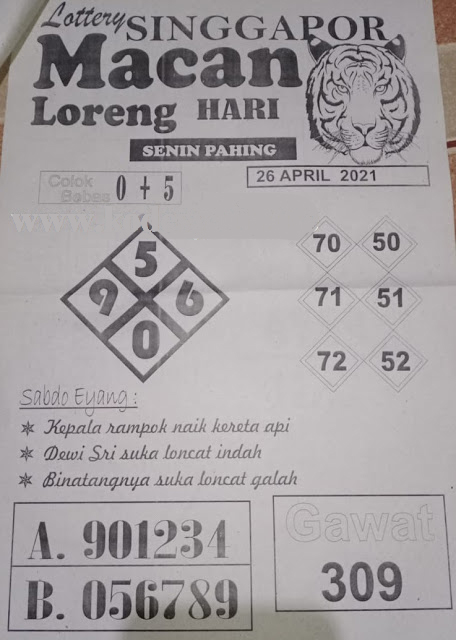 Lottery SINGGAPOR
Macan
Loreng HARI
SENIN PAHING
Colok Bebas 0 + 5
26 APRIL 2021
5
9 6
0
70 50
71 51
72 52
Sabdo Eyang :
Kepala rampok naik kereta api
Dewi Sri suka loncat indah
Binatangnya suka loncat galah
A. 901234
B. 056789
Gawat
309